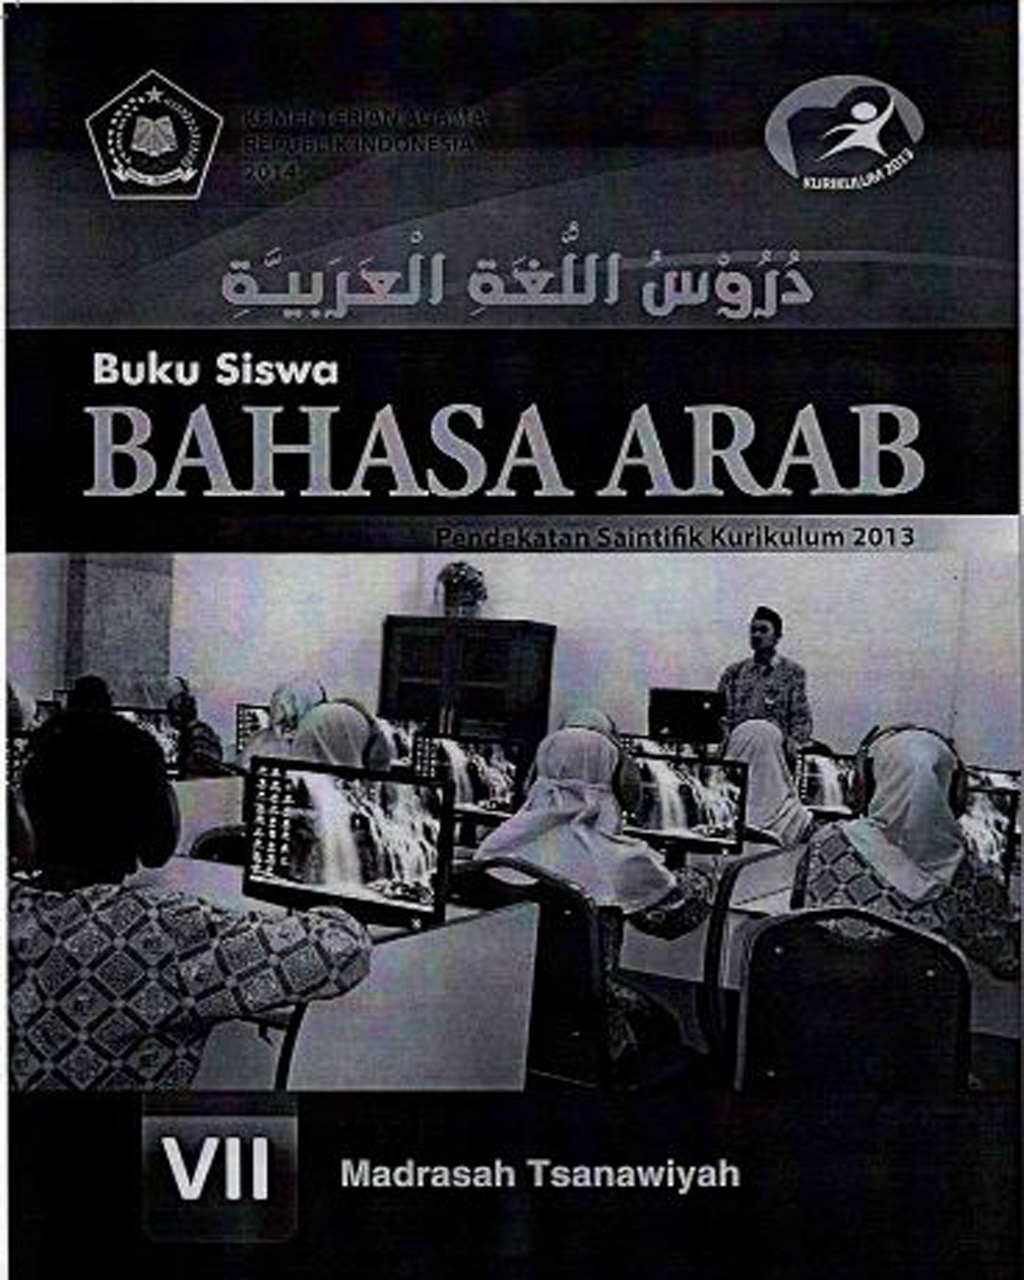 KEMENTERIAN AGAMA
REPUBLIK INDONESIA
2014
KURIKULUM 2013
دُرُوْسُ اللُّغَةِ الْعَرَبِيَّةِ
Buku Siswa
BAHASA ARAB
Pendekatan Saintifik Kurikulum 2013
VII
Madrasah Tsanawiyah